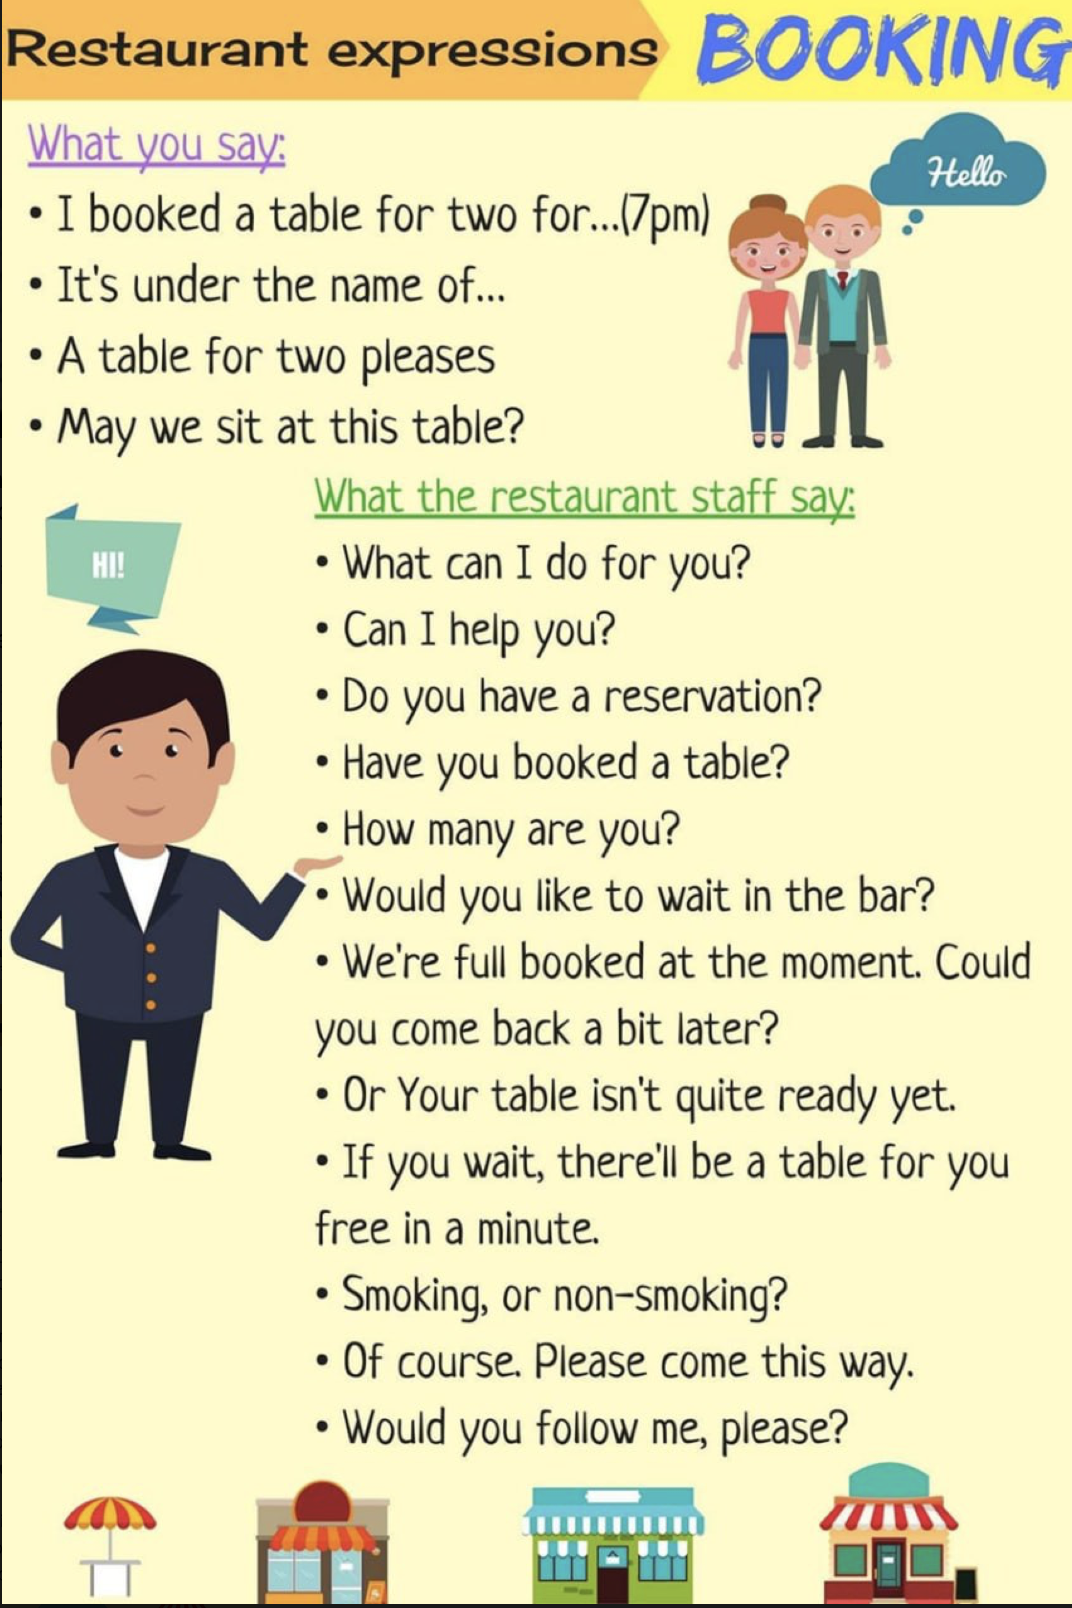 Restaurant expressions BOOKING
What you say:
Hello
• I booked a table for two for...(7pm)
• It's under the name of...
• A table for two pleases
• May we sit at this table?
What the restaurant staff say:
HI!
• What can I do for you?
• Can I help you?
• Do you have a reservation?
• Have you booked a table?
• How many are you?
• Would you like to wait in the bar?
• We're full booked at the moment. Could
you come back a bit later?
• Or Your table isn't quite ready yet.
• If you wait, there'll be a table for you
free in a minute.
• Smoking, or non-smoking?
• Of course. Please come this way.
• Would you follow me, please?